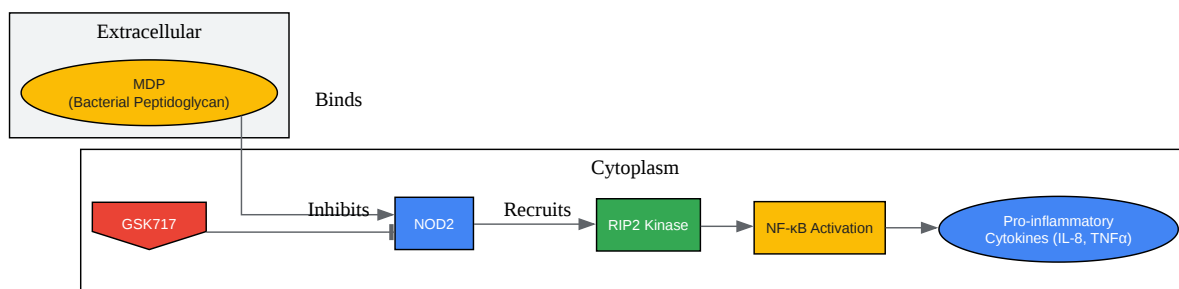 Extracellular
MDP
(Bacterial Peptidoglycan)
Binds
Cytoplasm
GSK717
Inhibits
NOD2
Recruits
RIP2 Kinase
NF-κB Activation
Pro-inflammatory
Cytokines (IL-8, TNFα)